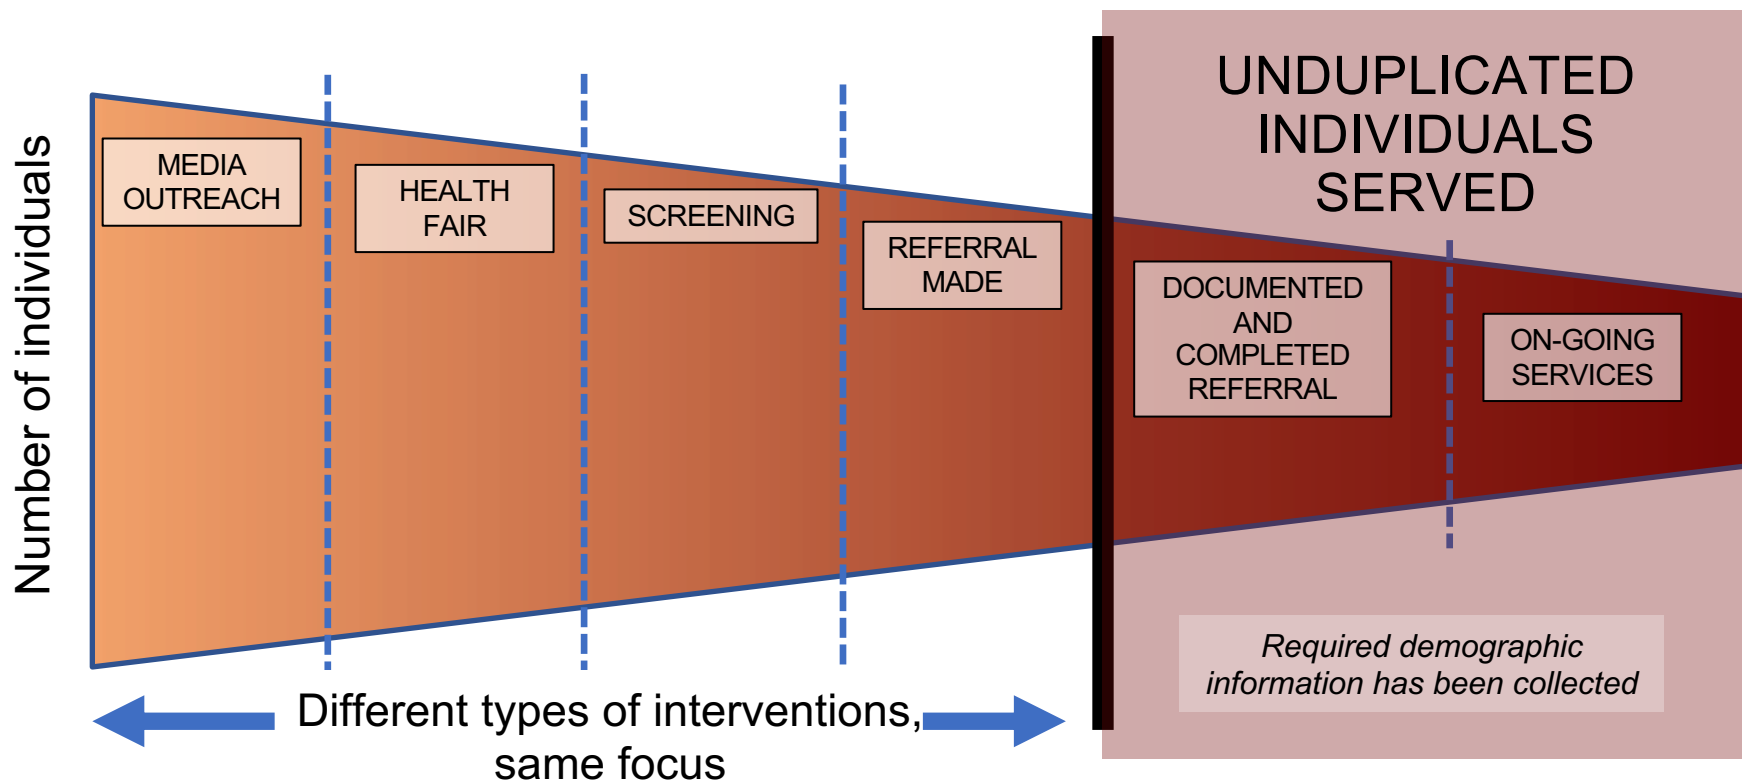 Number of individuals
MEDIA
OUTREACH
HEALTH
FAIR
SCREENING
REFERRAL
MADE
UNDUPLICATED
INDIVIDUALS
SERVED
DOCUMENTED
AND
COMPLETED
REFERRAL
ON-GOING
SERVICES
Required demographic
information has been collected
Different types of interventions,
same focus